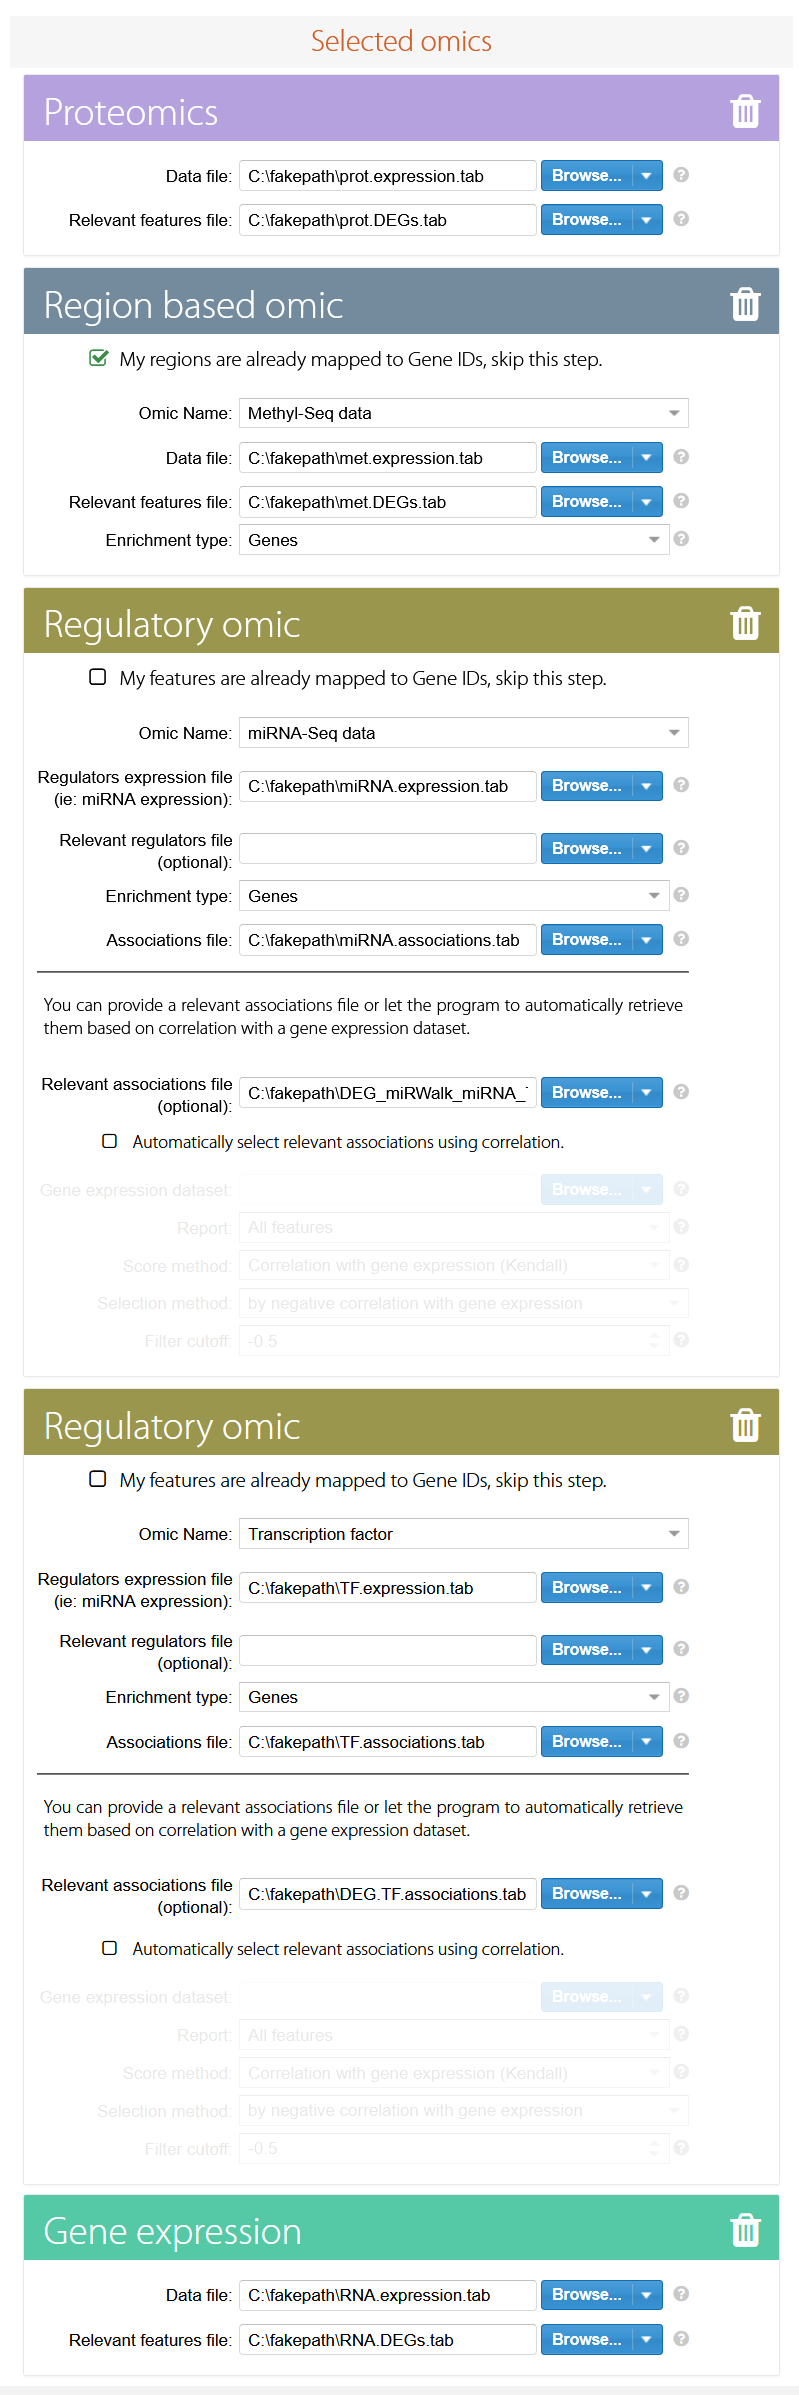 Selected omics
Proteomics
Data file: C:\fakepath\prot.expression.tab Browse...
Relevant features file: C:\fakepath\prot.DEGs.tab Browse...
Region based omic
My regions are already mapped to Gene IDs, skip this step.
Omic Name: Methyl-Seq data
Data file: C:\fakepath\met.expression.tab Browse...
Relevant features file: C:\fakepath\met.DEGs.tab Browse...
Enrichment type: Genes
Regulatory omic
My features are already mapped to Gene IDs, skip this step.
Omic Name: miRNA-Seq data
Regulators expression file
(ie: miRNA expression): C:\fakepath\miRNA.expression.tab Browse...
Relevant regulators file
(optional): Browse...
Enrichment type: Genes
Associations file: C:\fakepath\miRNA.associations.tab Browse...
You can provide a relevant associations file or let the program to automatically retrieve
them based on correlation with a gene expression dataset.
Relevant associations file
(optional): C:\fakepath\DEG_miRWalk_miRNA_ Browse...
Automatically select relevant associations using correlation.
Gene expression dataset: Browse...
Report: All features
Score method: Correlation with gene expression (Kendall)
Selection method: by negative correlation with gene expression
Filter cutoff: -0.5
Regulatory omic
My features are already mapped to Gene IDs, skip this step.
Omic Name: Transcription factor
Regulators expression file
(ie: miRNA expression): C:\fakepath\TF.expression.tab Browse...
Relevant regulators file
(optional): Browse...
Enrichment type: Genes
Associations file: C:\fakepath\TF.associations.tab Browse...
You can provide a relevant associations file or let the program to automatically retrieve
them based on correlation with a gene expression dataset.
Relevant associations file
(optional): C:\fakepath\DEG.TF.associations.tab Browse...
Automatically select relevant associations using correlation.
Gene expression dataset: Browse...
Report: All features
Score method: Correlation with gene expression (Kendall)
Selection method: by negative correlation with gene expression
Filter cutoff: -0.5
Gene expression
Data file: C:\fakepath\RNA.expression.tab Browse...
Relevant features file: C:\fakepath\RNA.DEGs.tab Browse...